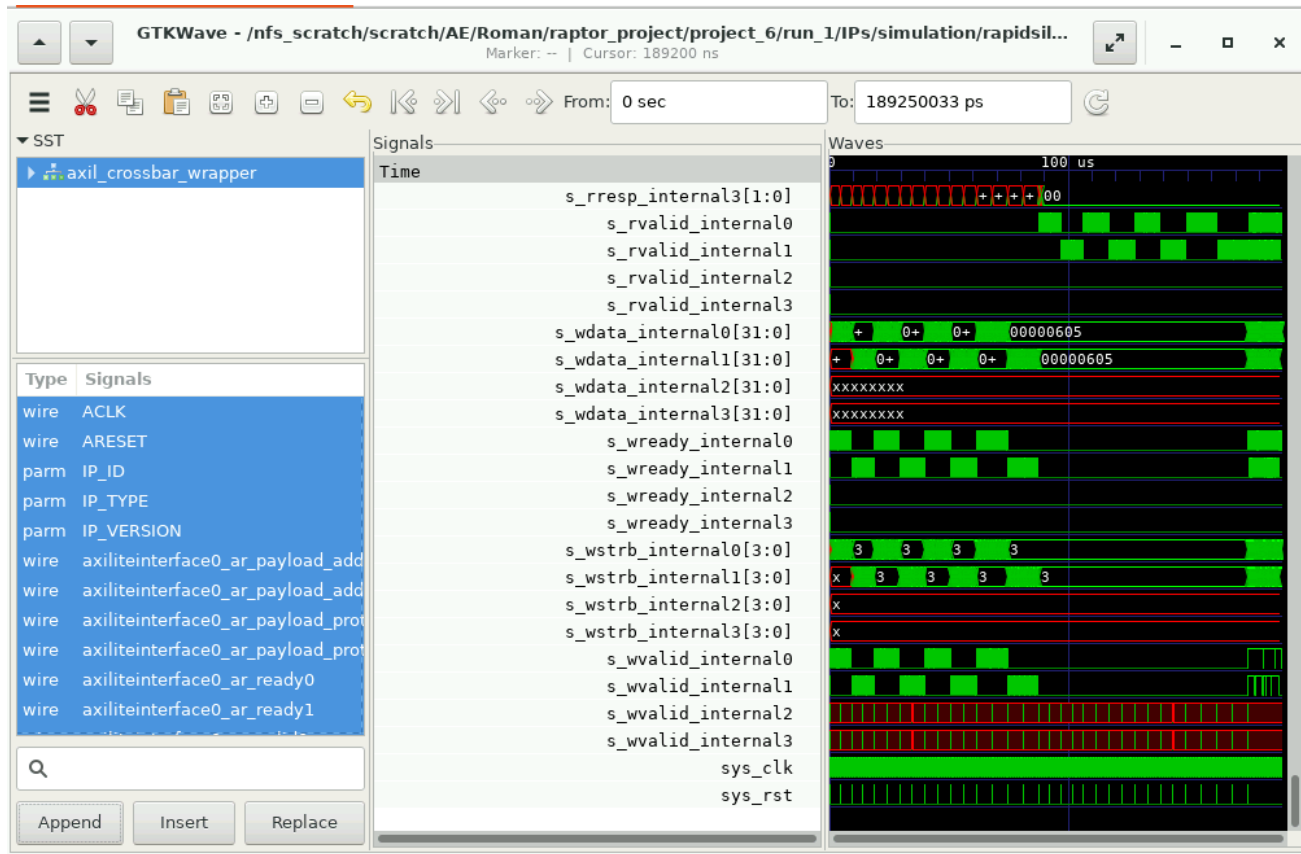 GTKWave - /nfs_scratch/scratch/AE/Roman/raptor_project/project_6/run_1/IPs/simulation/rapidsil...
Marker: -- | Cursor: 189200 ns
From: 0 sec To: 189250033 ps
SST
axil_crossbar_wrapper
Type Signals
wire ACLK
wire ARESET
parm IP_ID
parm IP_TYPE
parm IP_VERSION
wire axiliteinterface0_ar_payload_add
wire axiliteinterface0_ar_payload_add
wire axiliteinterface0_ar_payload_prot
wire axiliteinterface0_ar_payload_prot
wire axiliteinterface0_ar_ready0
wire axiliteinterface0_ar_ready1
Append Insert Replace
Signals
Time
s_rresp_internal3[1:0]
s_rvalid_internal0
s_rvalid_internal1
s_rvalid_internal2
s_rvalid_internal3
s_wdata_internal0[31:0]
s_wdata_internal1[31:0]
s_wdata_internal2[31:0]
s_wdata_internal3[31:0]
s_wready_internal0
s_wready_internal1
s_wready_internal2
s_wready_internal3
s_wstrb_internal0[3:0]
s_wstrb_internal1[3:0]
s_wstrb_internal2[3:0]
s_wstrb_internal3[3:0]
s_wvalid_internal0
s_wvalid_internal1
s_wvalid_internal2
s_wvalid_internal3
sys_clk
sys_rst
Waves
0 100 us
+ + + + 00
+ 0+ 0+ 00000605
+ 0+ 0+ 0+ 00000605
xxxxxxxx
xxxxxxxx
3 3 3 3
x 3 3 3 3
x
x